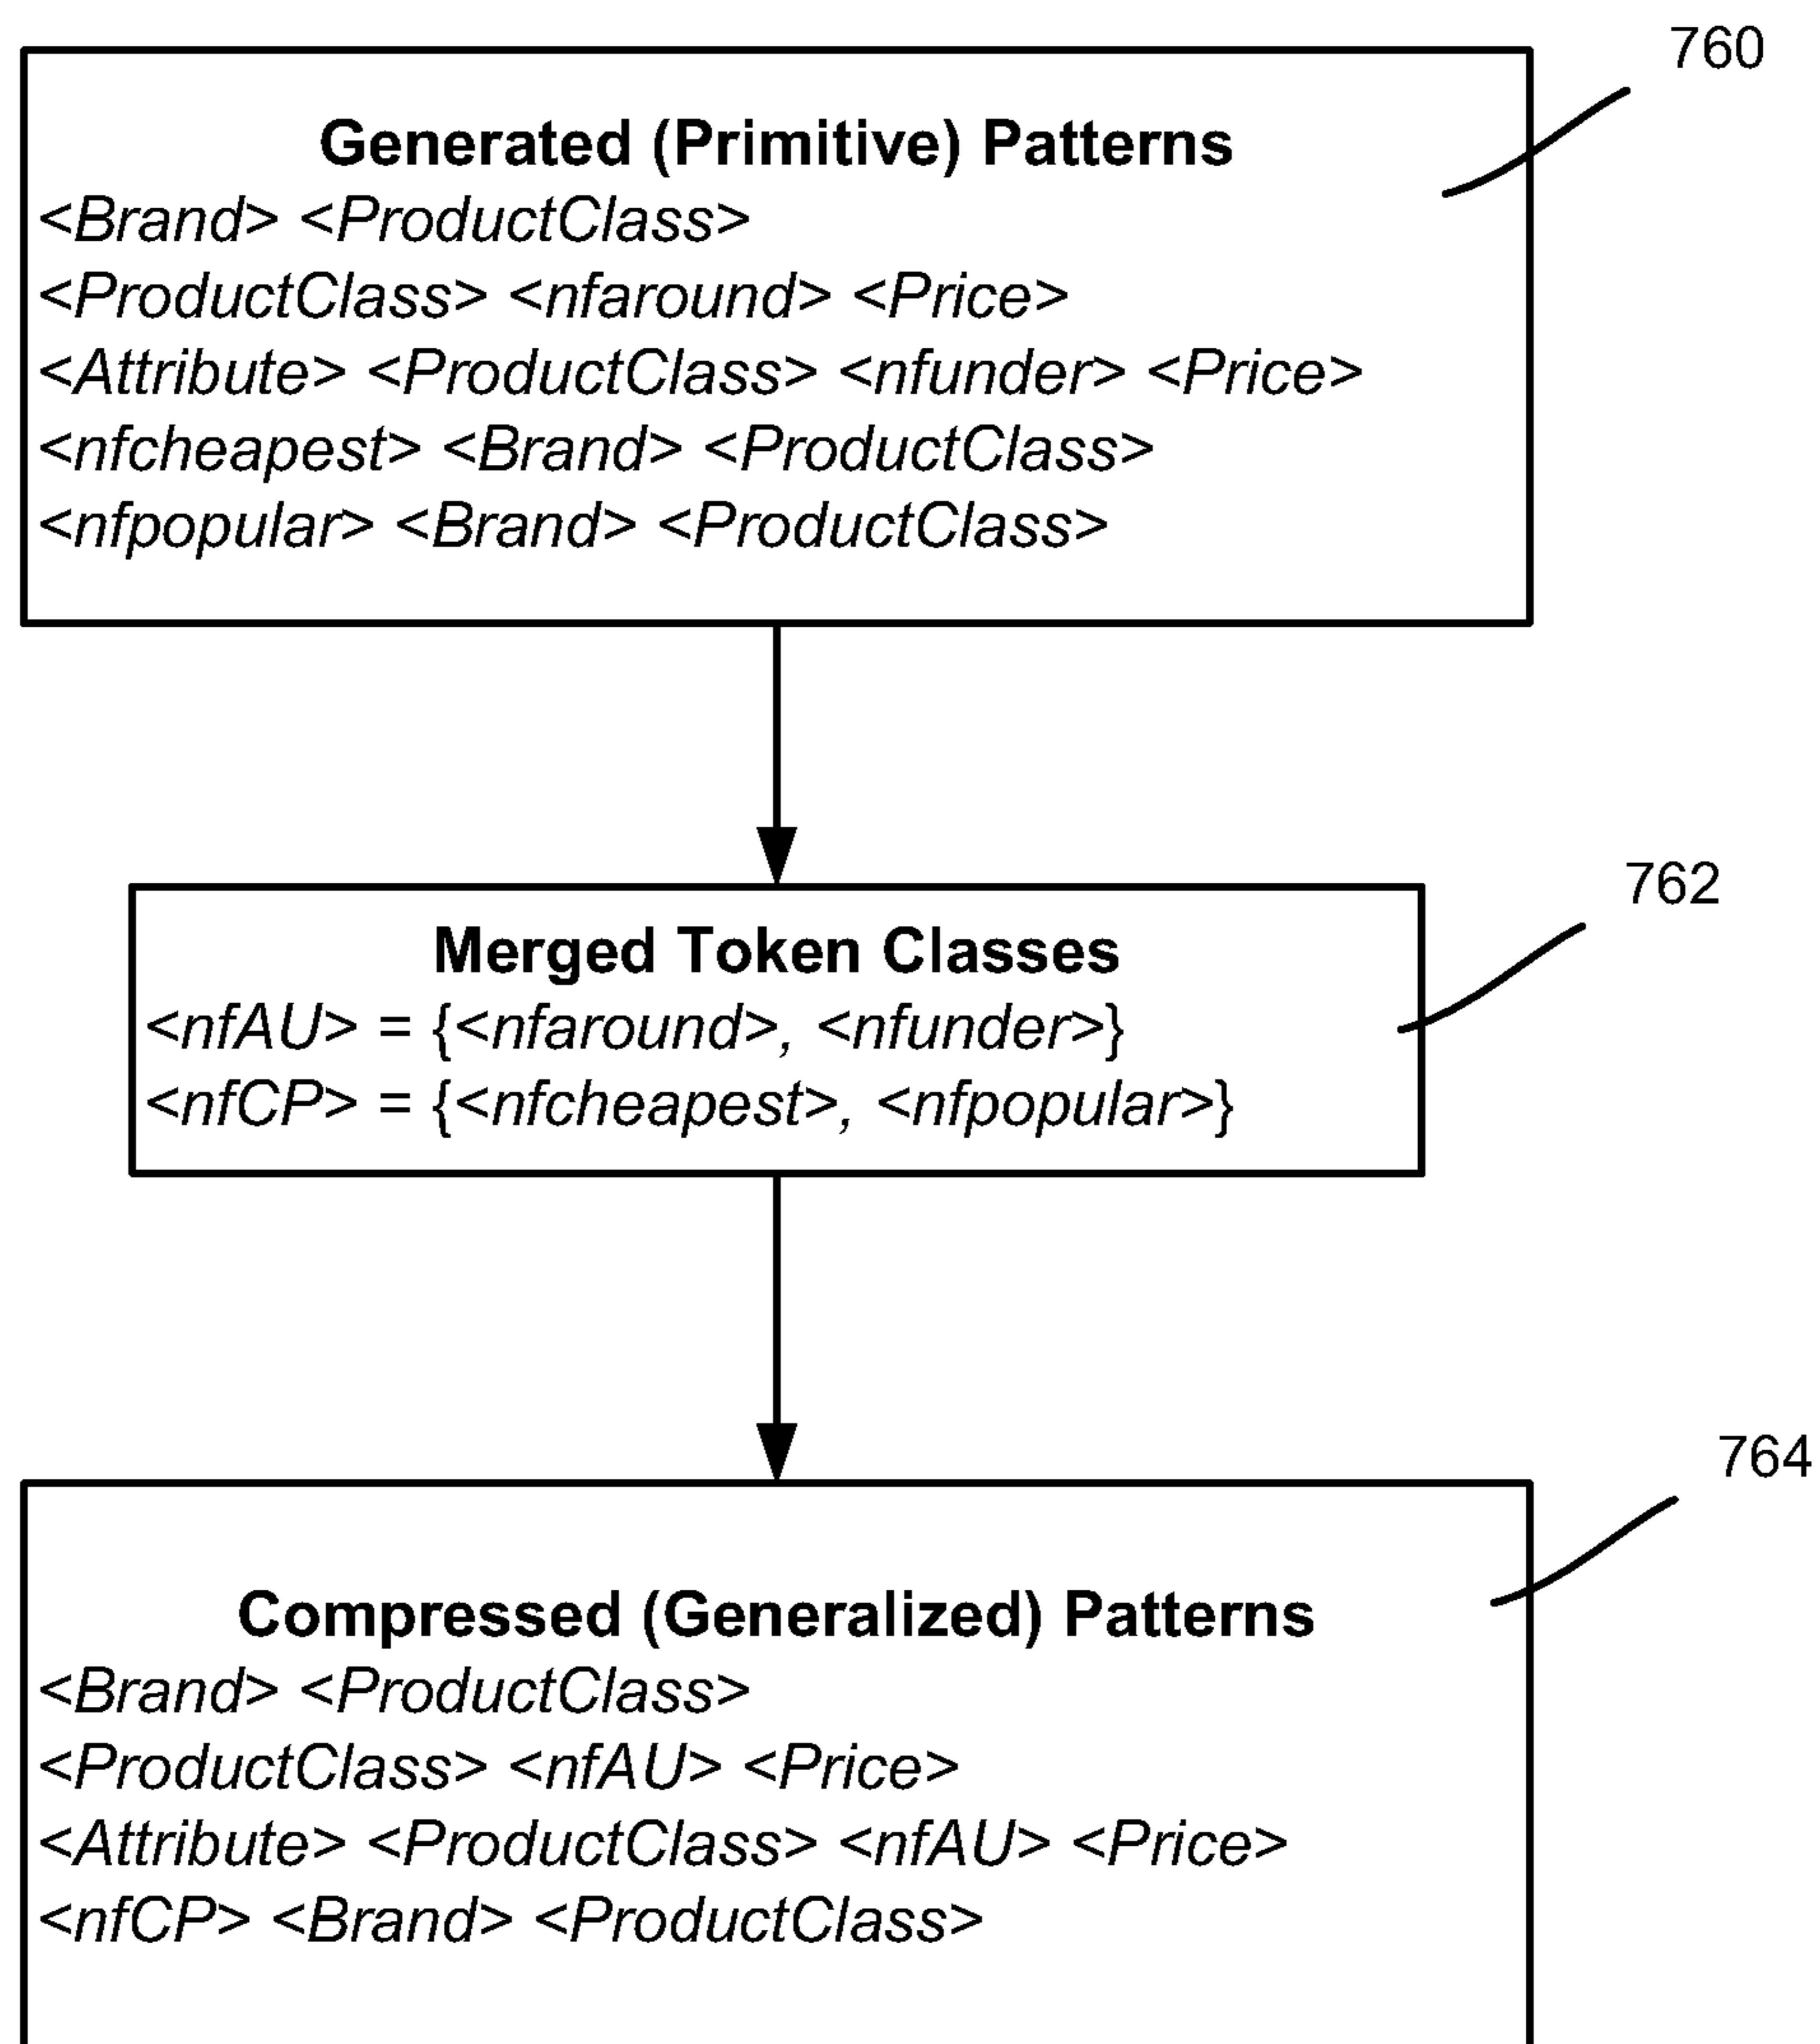 760
Generated (Primitive) Patterns
<Brand> <ProductClass>
<ProductClass> <nfaround> <Price>
<Attribute> <ProductClass> <nfunder> <Price>
<nfcheapest> <Brand> <ProductClass>
<nfpopular> <Brand> <ProductClass>
762
Merged Token Classes
<nfAU> = {<nfaround>, <nfunder>}
<nfCP> = {<nfcheapest>, <nfpopular>}
764
Compressed (Generalized) Patterns
<Brand> <ProductClass>
<ProductClass> <nfAU> <Price>
<Attribute> <ProductClass> <nfAU> <Price>
<nfCP> <Brand> <ProductClass>